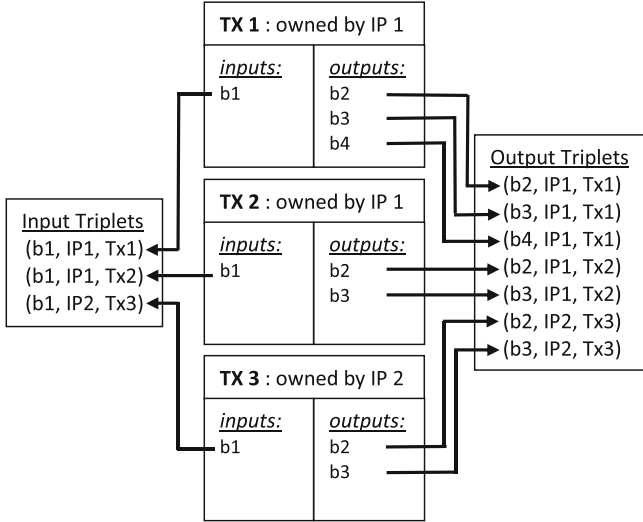 TX 1 : owned by IP 1
inputs:
b1
outputs:
b2
b3
b4
TX 2 : owned by IP 1
inputs:
b1
outputs:
b2
b3
TX 3 : owned by IP 2
inputs:
b1
outputs:
b2
b3
Input Triplets
(b1, IP1, Tx1)
(b1, IP1, Tx2)
(b1, IP2, Tx3)
Output Triplets
(b2, IP1, Tx1)
(b3, IP1, Tx1)
(b4, IP1, Tx1)
(b2, IP1, Tx2)
(b3, IP1, Tx2)
(b2, IP2, Tx3)
(b3, IP2, Tx3)